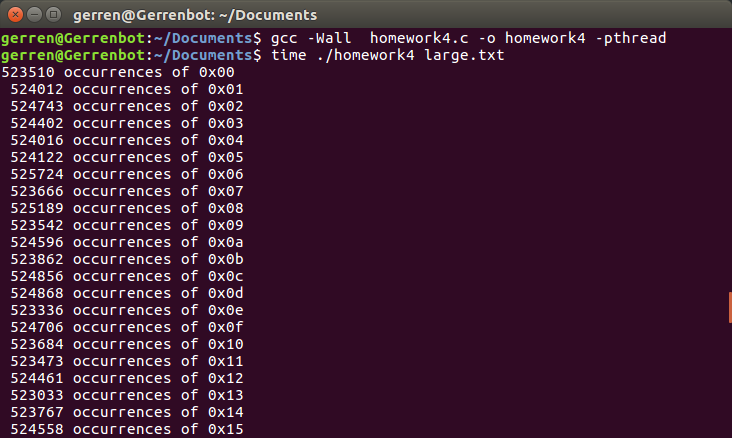 gerren@Gerrenbot: ~/Documents
gerren@Gerrenbot:~/Documents$ gcc -Wall  homework4.c -o homework4 -pthread
gerren@Gerrenbot:~/Documents$ time ./homework4 large.txt
523510 occurrences of 0x00
 524012 occurrences of 0x01
 524743 occurrences of 0x02
 524402 occurrences of 0x03
 524016 occurrences of 0x04
 524122 occurrences of 0x05
 525724 occurrences of 0x06
 523666 occurrences of 0x07
 525189 occurrences of 0x08
 523542 occurrences of 0x09
 524596 occurrences of 0x0a
 523862 occurrences of 0x0b
 524856 occurrences of 0x0c
 524868 occurrences of 0x0d
 523336 occurrences of 0x0e
 524706 occurrences of 0x0f
 523684 occurrences of 0x10
 523473 occurrences of 0x11
 524461 occurrences of 0x12
 523033 occurrences of 0x13
 523767 occurrences of 0x14
 524558 occurrences of 0x15